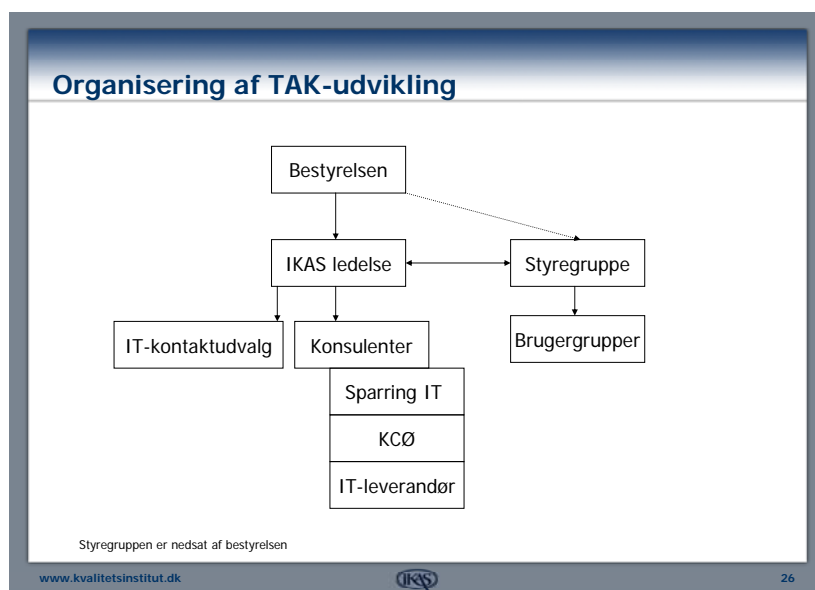 Organisering af TAK-udvikling
Bestyrelsen
IKAS ledelse
Styregruppe
IT-kontaktudvalg
Konsulenter
Brugergrupper
Sparring IT
KCØ
IT-leverandør
Styregruppen er nedsat af bestyrelsen
www.kvalitetsinstitut.dk
IKAS
26